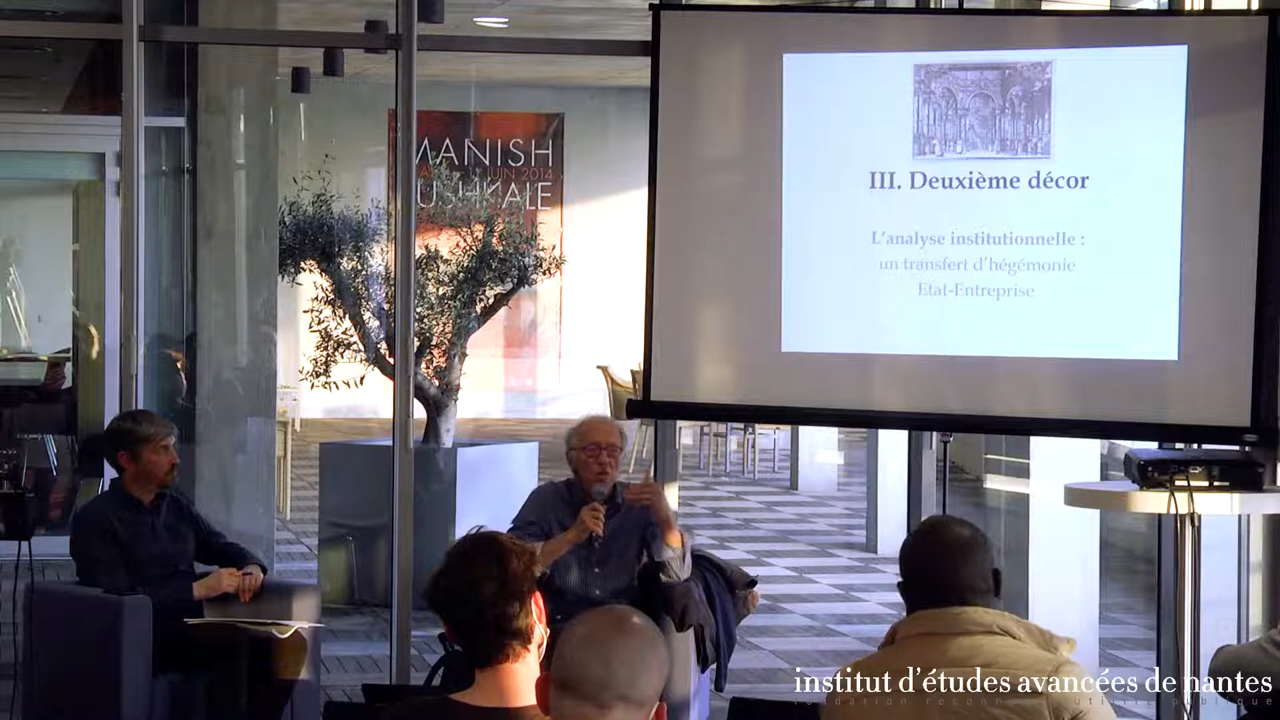 MANISH
JUIN 2014
III. Deuxième décor
L'analyse institutionnelle :
un transfert d'hégémonie
Etat-Entreprise
institut d'études avancées de nantes